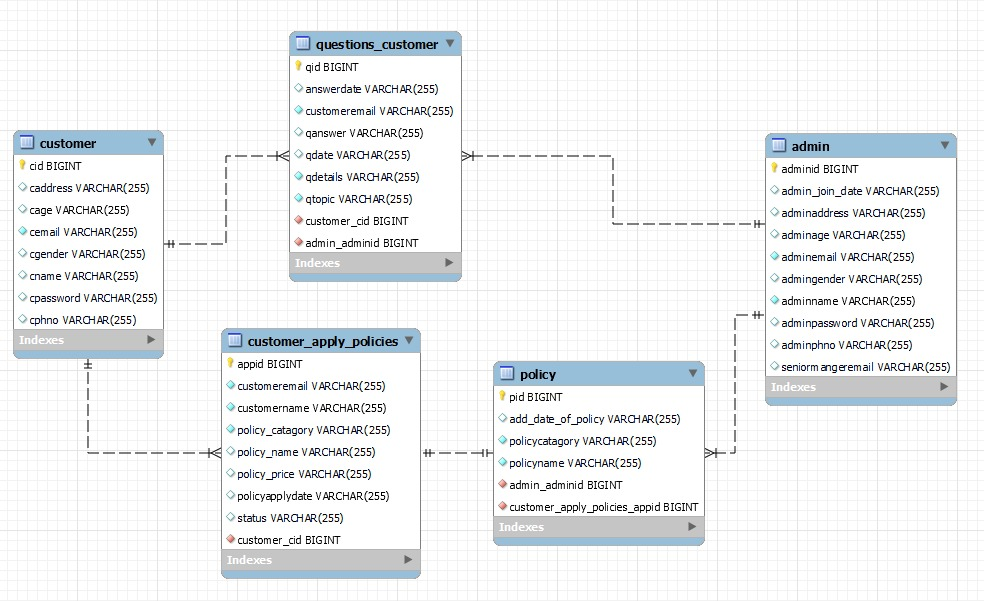 questions_customer
qid BIGINT
answerdate VARCHAR(255)
customeremail VARCHAR(255)
qanswer VARCHAR(255)
qdate VARCHAR(255)
qdetails VARCHAR(255)
qtopic VARCHAR(255)
customer_cid BIGINT
admin_adminid BIGINT
Indexes
customer
cid BIGINT
caddress VARCHAR(255)
cage VARCHAR(255)
cemail VARCHAR(255)
cgender VARCHAR(255)
cname VARCHAR(255)
cpassword VARCHAR(255)
cphno VARCHAR(255)
Indexes
admin
adminid BIGINT
admin_join_date VARCHAR(255)
adminaddress VARCHAR(255)
adminage VARCHAR(255)
adminemail VARCHAR(255)
admingender VARCHAR(255)
adminname VARCHAR(255)
adminpassword VARCHAR(255)
adminphno VARCHAR(255)
seniormangeremail VARCHAR(255)
Indexes
customer_apply_policies
appid BIGINT
customeremail VARCHAR(255)
customername VARCHAR(255)
policy_catagory VARCHAR(255)
policy_name VARCHAR(255)
policy_price VARCHAR(255)
policyapplydate VARCHAR(255)
status VARCHAR(255)
customer_cid BIGINT
Indexes
policy
pid BIGINT
add_date_of_policy VARCHAR(255)
policycatagory VARCHAR(255)
policyname VARCHAR(255)
admin_adminid BIGINT
customer_apply_policies_appid BIGINT
Indexes